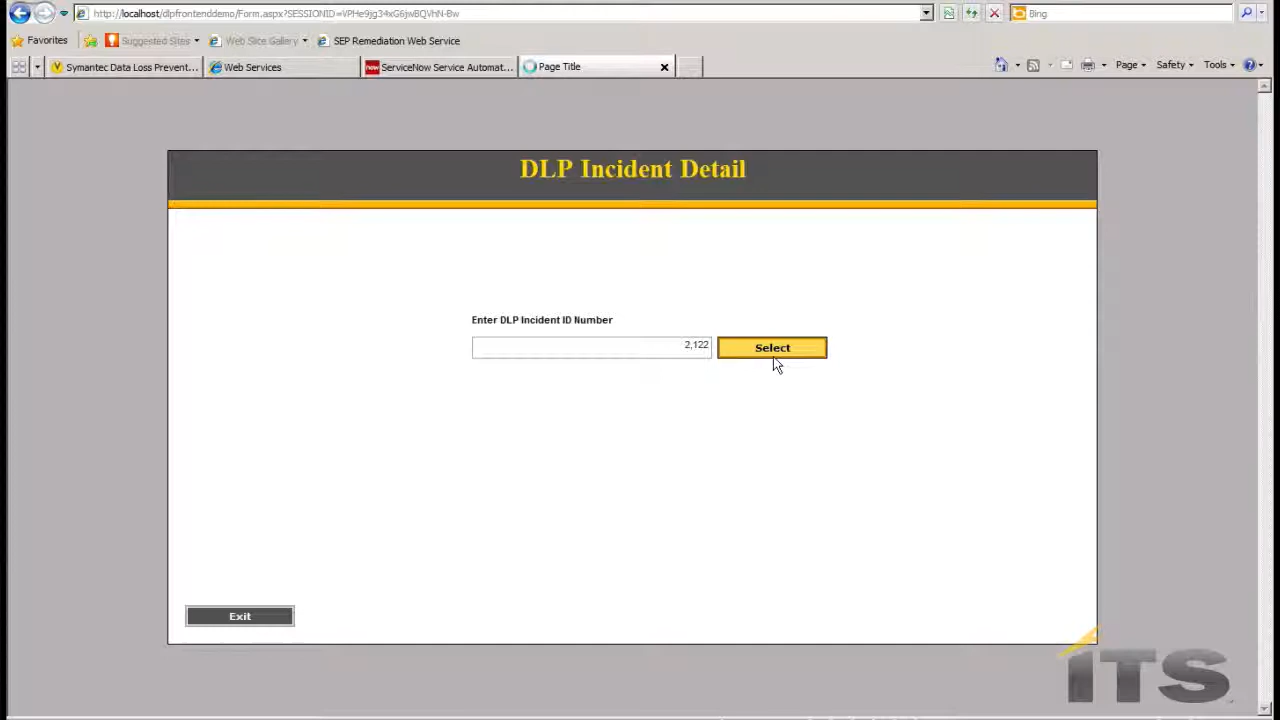 http://localhost/dlpfrontenddemo/Form.aspx?SESSIONID=VPHe9jg34xG6jwBQVhN-Bw
Bing
Favorites
Suggested Sites
Web Slice Gallery
SEP Remediation Web Service
Symantec Data Loss Prevent...
Web Services
now
ServiceNow Service Automat...
Page Title
Page
Safety
Tools
DLP Incident Detail
Enter DLP Incident ID Number
2,122
Select
Exit
iTS